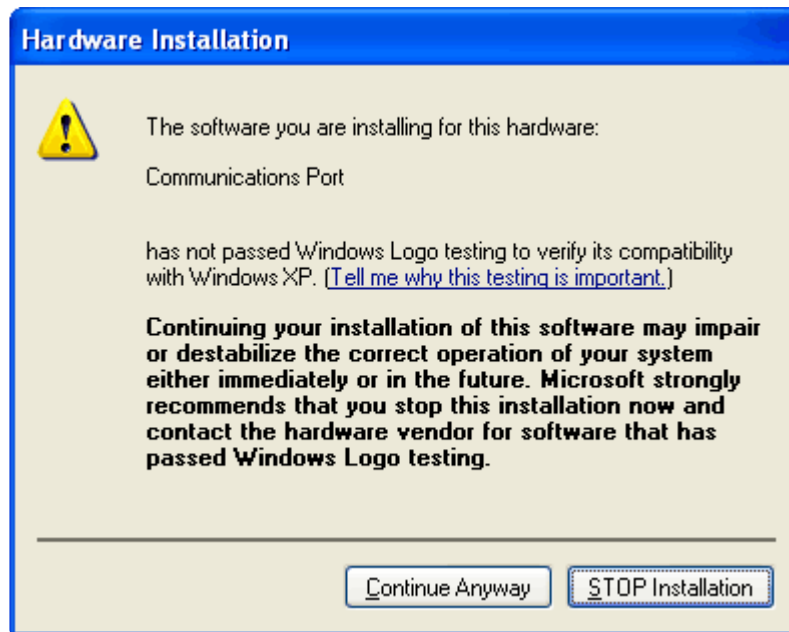 Hardware Installation
The software you are installing for this hardware:
Communications Port
has not passed Windows Logo testing to verify its compatibility
with Windows XP. (Tell me why this testing is important.)
Continuing your installation of this software may impair
or destabilize the correct operation of your system
either immediately or in the future. Microsoft strongly
recommends that you stop this installation now and
contact the hardware vendor for software that has
passed Windows Logo testing.
Continue Anyway STOP Installation